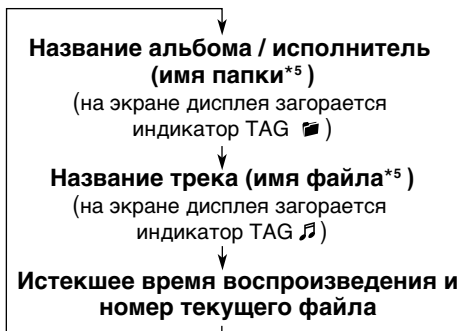 Название альбома / исполнитель
(имя папки*5 )
(на экране дисплея загорается
индикатор TAG )
Название трека (имя файла*5 )
(на экране дисплея загорается
индикатор TAG )
Истекшее время воспроизведения и
номер текущего файла